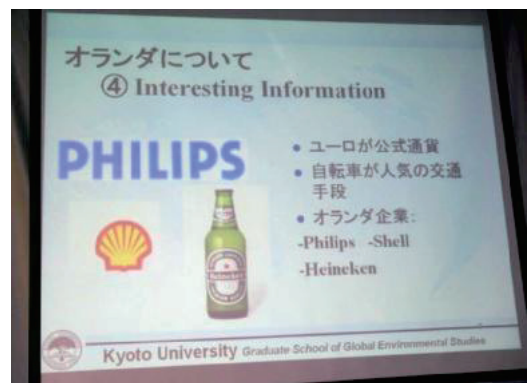 オランダについて
④ Interesting Information
PHILIPS
• ユーロが公式通貨
• 自転車が人気の交通
手段
• オランダ企業:
-Philips -Shell
-Heineken
Heineken
Kyoto University Graduate School of Global Environmental Studies